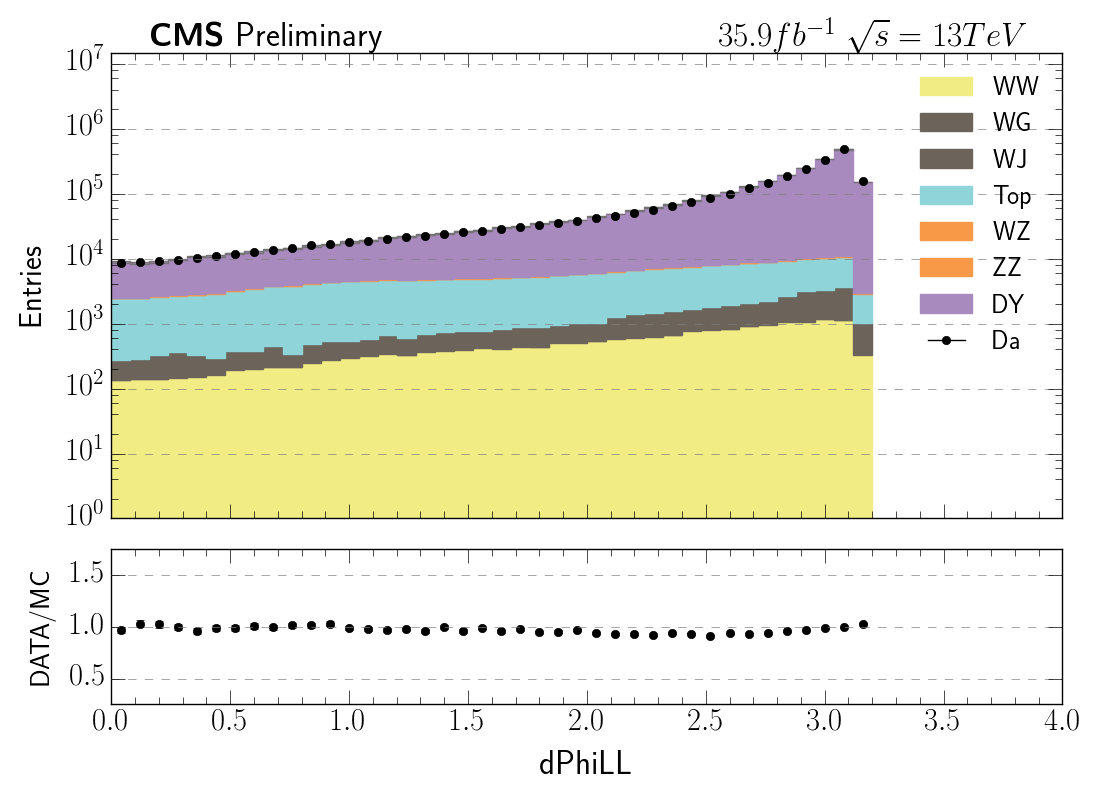 CMS Preliminary
35.9fb⁻¹ √s = 13TeV
Entries
10⁷
10⁶
10⁵
10⁴
10³
10²
10¹
10⁰
WW
WG
WJ
Top
WZ
ZZ
DY
Da
DATA/MC
1.5
1.0
0.5
0.0 0.5 1.0 1.5 2.0 2.5 3.0 3.5 4.0
dPhiLL